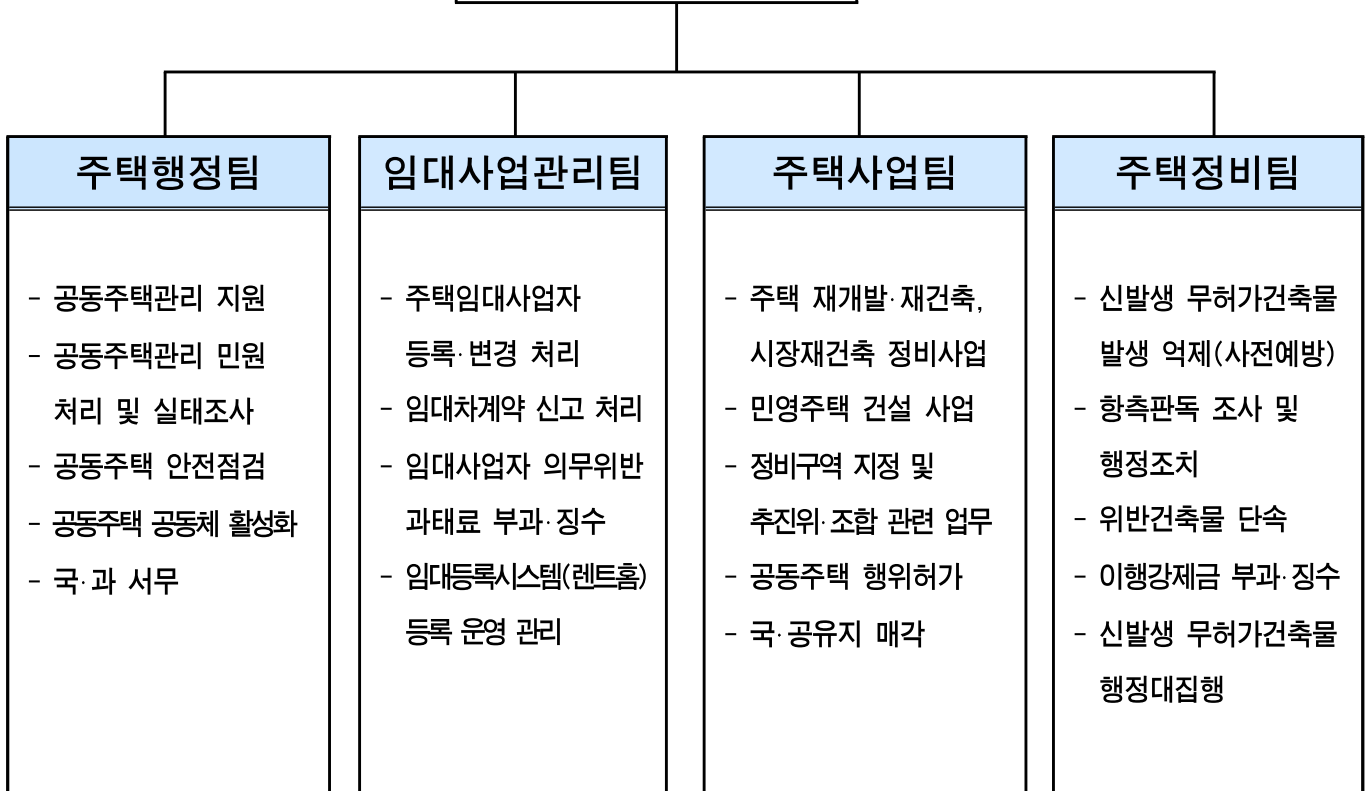 주택행정팀
- 공동주택관리 지원
- 공동주택관리 민원
처리 및 실태조사
- 공동주택 안전점검
- 공동주택 공동체 활성화
- 국·과 서무
임대사업관리팀
- 주택임대사업자
등록·변경 처리
- 임대차계약 신고 처리
- 임대사업자 의무위반
과태료 부과·징수
- 임대등록시스템(렌트홈)
등록 운영 관리
주택사업팀
- 주택 재개발·재건축,
시장재건축 정비사업
- 민영주택 건설 사업
- 정비구역 지정 및
추진위·조합 관련 업무
- 공동주택 행위허가
- 국·공유지 매각
주택정비팀
- 신발생 무허가건축물
발생 억제(사전예방)
- 항측판독 조사 및
행정조치
- 위반건축물 단속
- 이행강제금 부과·징수
- 신발생 무허가건축물
행정대집행